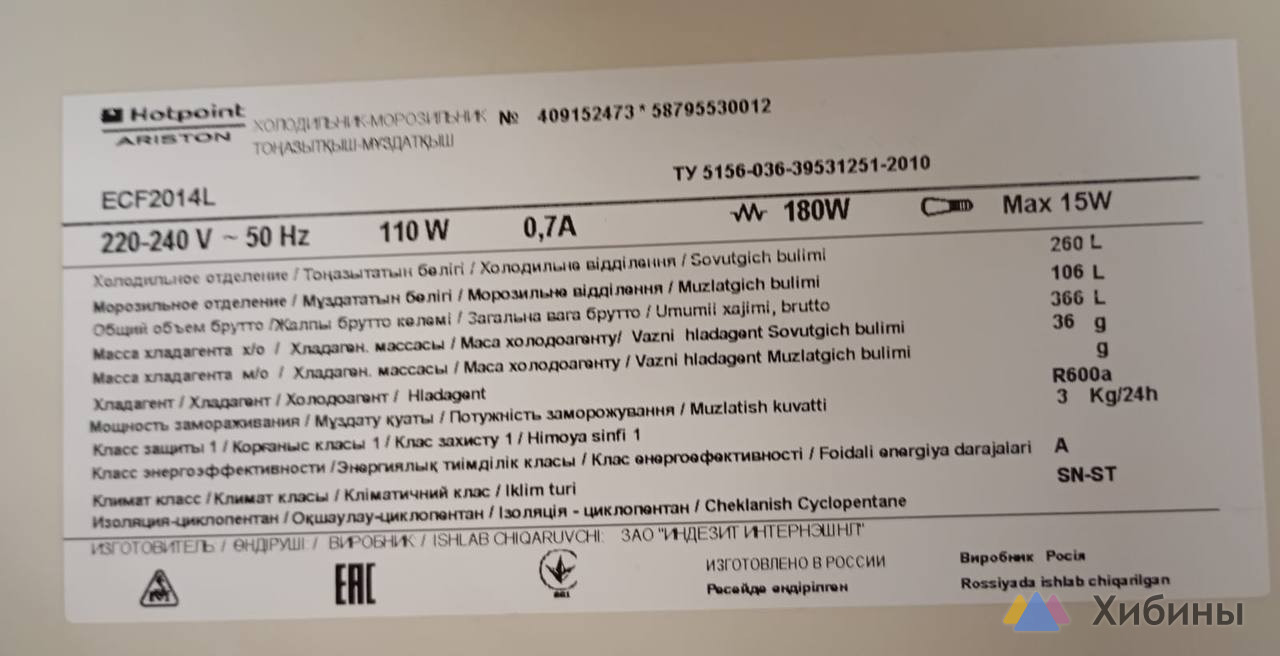 Hotpoint
ARISTON
ХОЛОДИЛЬНИК-МОРОЗИЛЬНИК № 409152473 * 58795530012
ТОҢАЗЫТҚЫШ-МҰЗДАТҚЫШ
ТУ 5156-036-39531251-2010
ECF2014L
220-240 V ~ 50 Hz 110 W 0,7A 180W Max 15W
Холодильное отделение / Тоңазытатын бөлігі / Холодильне відділення / Sovutgich bulimi 260 L
Морозильное отделение / Мұздататын бөлігі / Морозильне відділення / Muzlatgich bulimi 106 L
Общий объем брутто /Жалпы брутто көлемі / Загальна вага брутто / Umumii xajimi, brutto 366 L
Масса хладагента х/о / Хладаген. массасы / Маса холодоагенту/ Vazni hladagent Sovutgich bulimi 36 g
Масса хладагента м/о / Хладаген. массасы / Маса холодоагенту / Vazni hladagent Muzlatgich bulimi g
Хладагент / Хладагент / Холодоагент / Hladagent R600a
Мощность замораживания / Мұздату қуаты / Потужність заморожування / Muzlatish kuvatti 3 Kg/24h
Класс защиты 1 / Корғаныс класы 1 / Клас захисту 1 / Himoya sinfi 1
Класс энергоэффективности /Энергиялық тиімділік класы / Клас енергоефективності / Foidali energiya darajalari A
Климат класс / Климат класы / Кліматичний клас / Iklim turi SN-ST
Изоляция-циклопентан / Оқшаулау-циклопентан / Ізоляція - циклопентан / Cheklanish Cyclopentane
ИЗГОТОВИТЕЛЬ / ӨНДІРУШІ / ВИРОБНИК / ISHLAB CHIQARUVCHI: ЗАО "ИНДЕЗИТ ИНТЕРНЭШНЛ"
EAC
ИЗГОТОВЛЕНО В РОССИИ
Ресейде өндірілген
Виробник Росія
Rossiyada ishlab chiqarilgan
Хибины